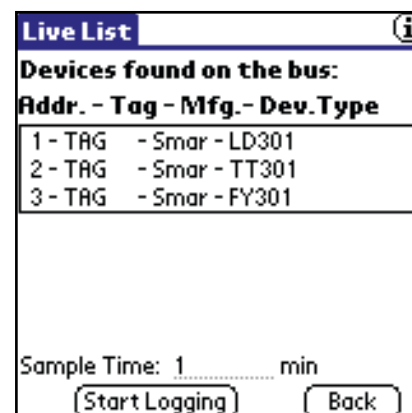 Live List i
Devices found on the bus:
Addr. - Tag - Mfg.- Dev.Type
1 - TAG - Smar - LD301
2 - TAG - Smar - TT301
3 - TAG - Smar - FY301
Sample Time: 1 min
Start Logging Back